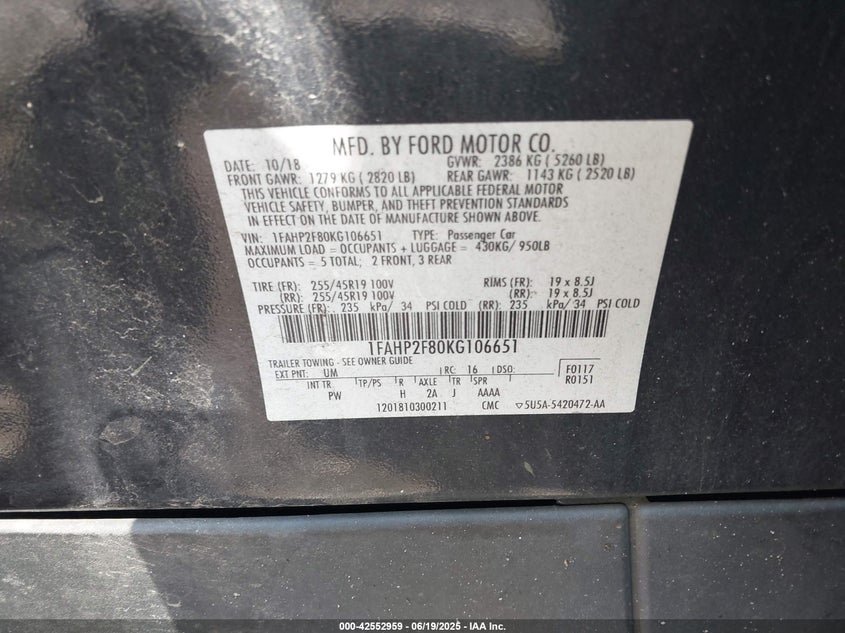 MFD. BY FORD MOTOR CO.
DATE: 10/18 GVWR: 2386 KG ( 5260 LB)
FRONT GAWR: 1279 KG ( 2820 LB) REAR GAWR: 1143 KG ( 2520 LB)
THIS VEHICLE CONFORMS TO ALL APPLICABLE FEDERAL MOTOR
VEHICLE SAFETY, BUMPER, AND THEFT PREVENTION STANDARDS
IN EFFECT ON THE DATE OF MANUFACTURE SHOWN ABOVE.
VIN: 1FAHP2F80KG106651 TYPE: Passenger Car
MAXIMUM LOAD = OCCUPANTS + LUGGAGE = 430KG/ 950LB
OCCUPANTS = 5 TOTAL; 2 FRONT, 3 REAR
TIRE (FR): 255/45R19 100V RIMS (FR): 19 x 8.5J
(RR): 255/45R19 100V (RR): 19 x 8.5J
PRESSURE (FR): 235 kPa/ 34 PSI COLD (RR): 235 kPa/ 34 PSI COLD
1FAHP2F80KG106651
TRAILER TOWING - SEE OWNER GUIDE
EXT PNT: UM RC: 16 DSO: F0117
INT TR TP/PS R AXLE TR SPR R0151
PW H 2A J AAAA
1201810300211 CMC ▽5U5A-5420472-AA
000-42552959 - 06/19/2025 - IAA Inc.